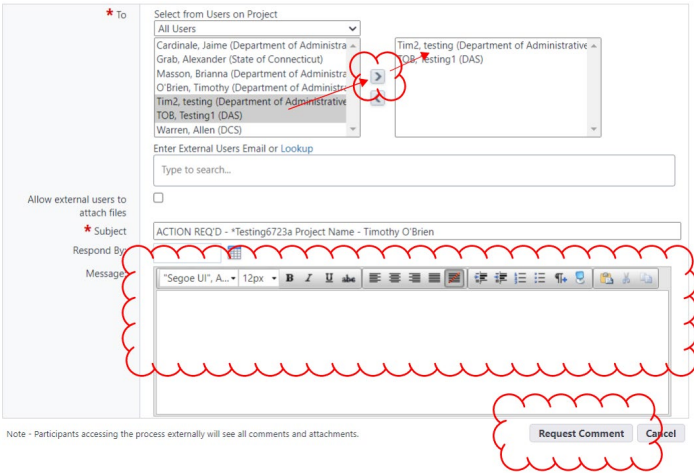 * To
Select from Users on Project
All Users
Cardinale, Jaime (Department of Administra
Grab, Alexander (State of Connecticut)
Masson, Brianna (Department of Administra
O'Brien, Timothy (Department of Administra
Tim2, testing (Department of Administrative
TOB, Testing1 (DAS)
Warren, Allen (DCS)
Tim2, testing (Department of Administrative
TOB, Testing1 (DAS)
Enter External Users Email or Lookup
Type to search...
Allow external users to
attach files
* Subject
ACTION REQ'D - *Testing6723a Project Name - Timothy O'Brien
Respond By:
Message:
"Segoe UI", A... 12px B I U abc
Note - Participants accessing the process externally will see all comments and attachments.
Request Comment Cancel